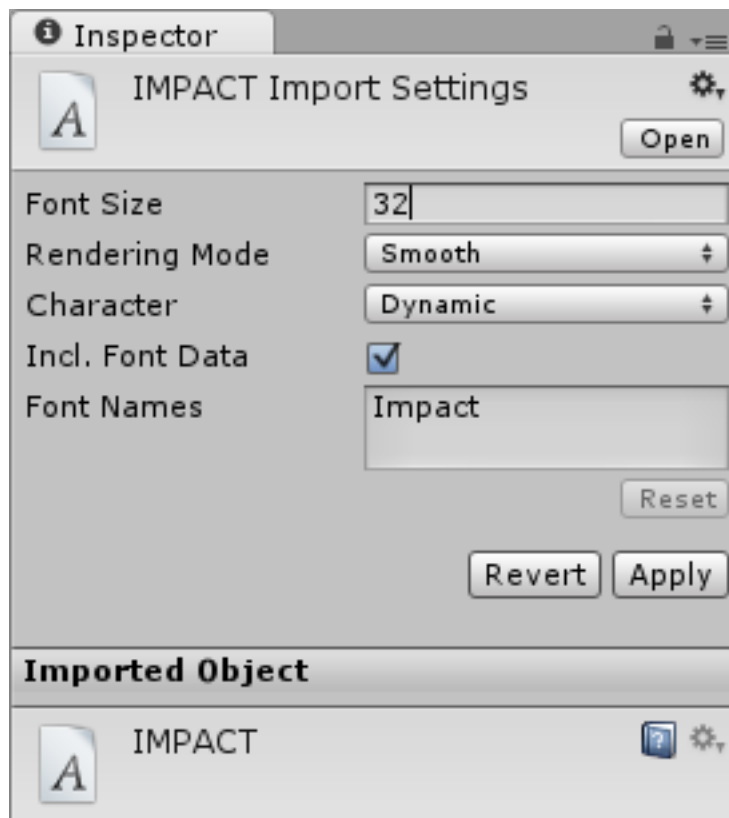 Inspector
IMPACT Import Settings
Open
Font Size 32
Rendering Mode Smooth
Character Dynamic
Incl. Font Data
Font Names Impact
Reset
Revert Apply
Imported Object
IMPACT